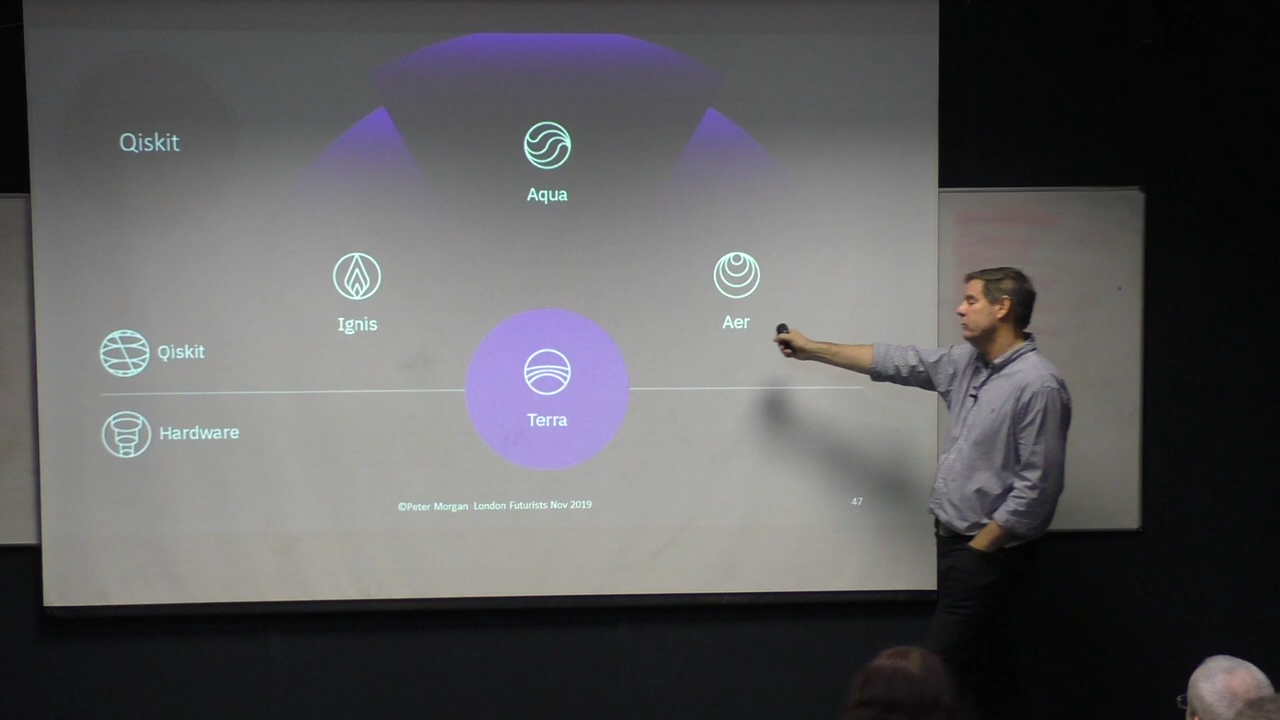 Qiskit
Aqua
Ignis
Aer
Qiskit
Terra
Hardware
©Peter Morgan London Futurists Nov 2019
47